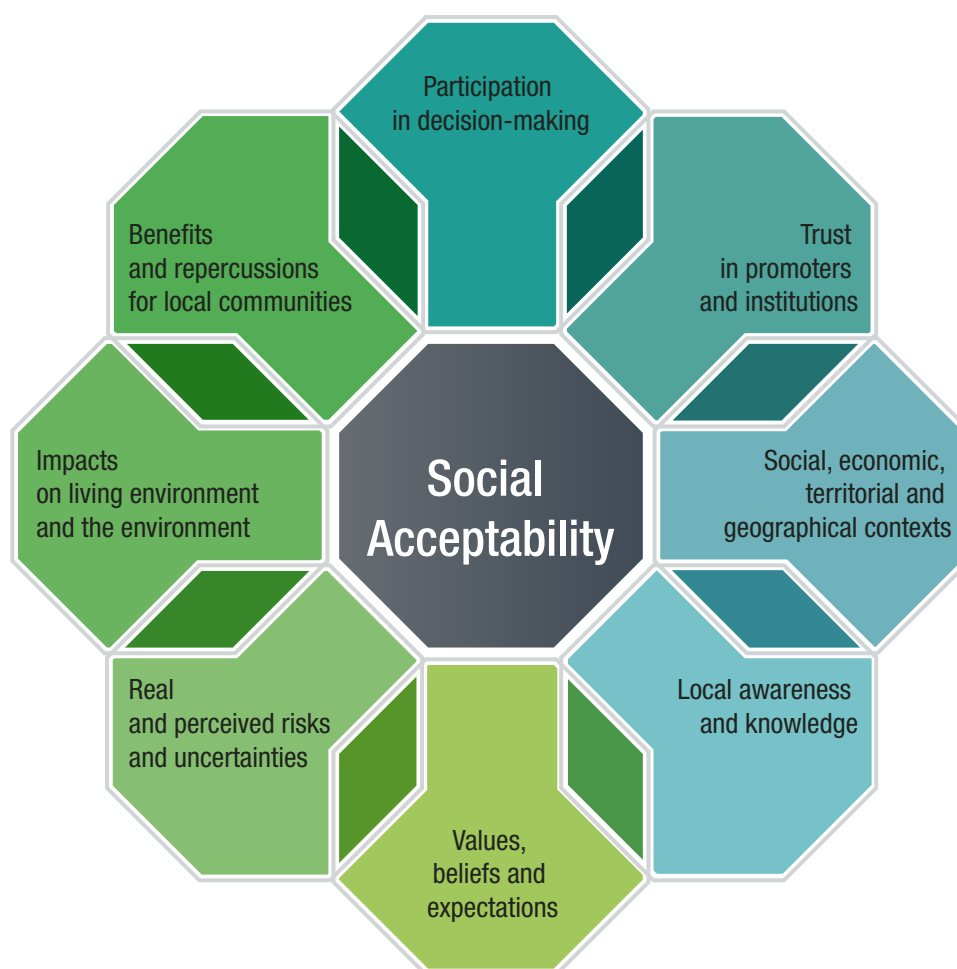 Participation
in decision-making
Trust
in promoters
and institutions
Social, economic,
territorial and
geographical contexts
Local awareness
and knowledge
Values,
beliefs and
expectations
Real
and perceived risks
and uncertainties
Impacts
on living environment
and the environment
Benefits
and repercussions
for local communities
Social
Acceptability